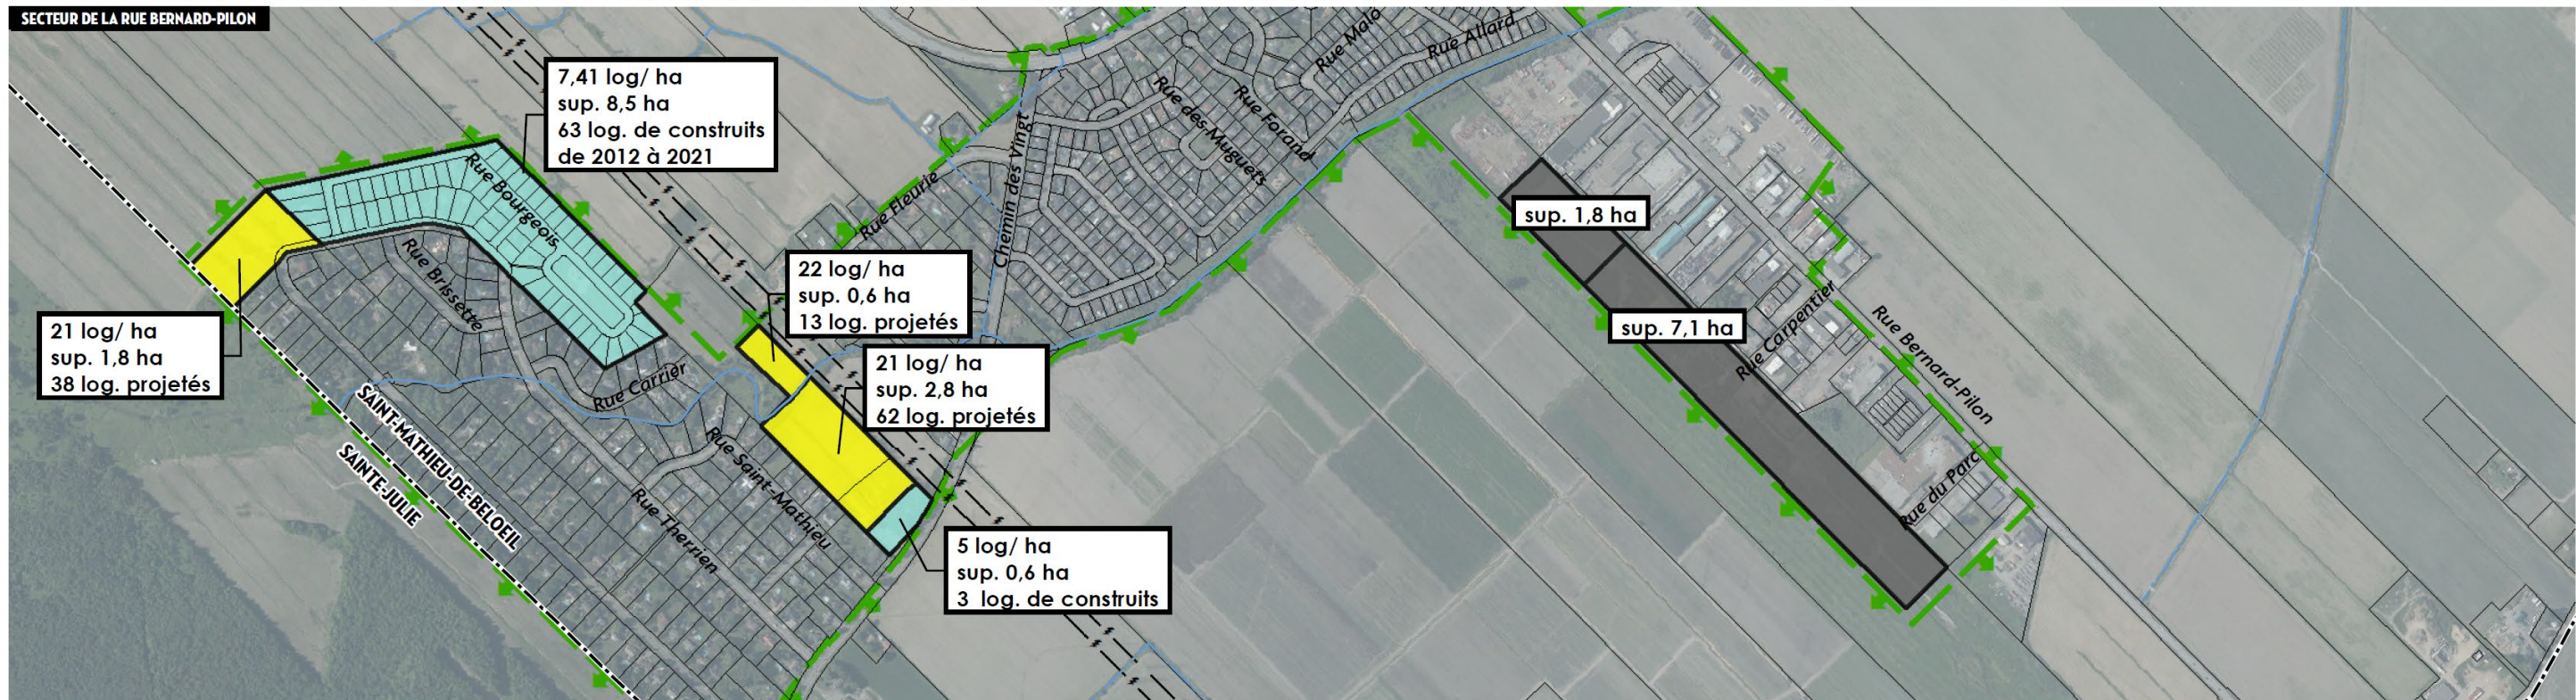 SECTEUR DE LA RUE BERNARD-PILON
7,41 log/ ha
sup. 8,5 ha
63 log. de construits
de 2012 à 2021
Rue Malo
Rue Allard
Rue des Muguets
Rue Forand
Chemin des Vingt
Rue Fleurie
Rue Bourgeois
Rue Brissette
sup. 1,8 ha
22 log/ ha
sup. 0,6 ha
13 log. projetés
21 log/ ha
sup. 1,8 ha
38 log. projetés
sup. 7,1 ha
Rue Carpentier
Rue Bernard-Pilon
21 log/ ha
sup. 2,8 ha
62 log. projetés
Rue Carrier
SAINT-MATHIEU-DE-BELOEIL
SAINTE-JULIE
Rue Saint-Mathieu
Rue Therrien
Rue du Parc
5 log/ ha
sup. 0,6 ha
3 log. de construits